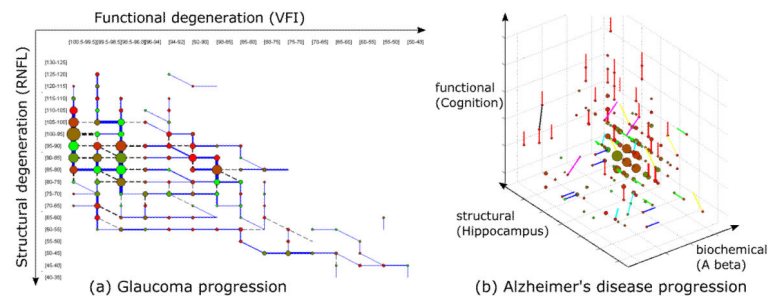 Functional degeneration (VFI)
Structural degeneration (RNFL)
[130-125]
[125-120]
[120-115]
[115-110]
[110-105]
[105-100]
[100-95]
[95-90]
[90-85]
[85-80]
[80-75]
[75-70]
[70-65]
[65-60]
[60-55]
[55-50]
[50-45]
[45-40]
[40-35]
(a) Glaucoma progression
functional
(Cognition)
structural
(Hippocampus)
biochemical
(A beta)
(b) Alzheimer's disease progression